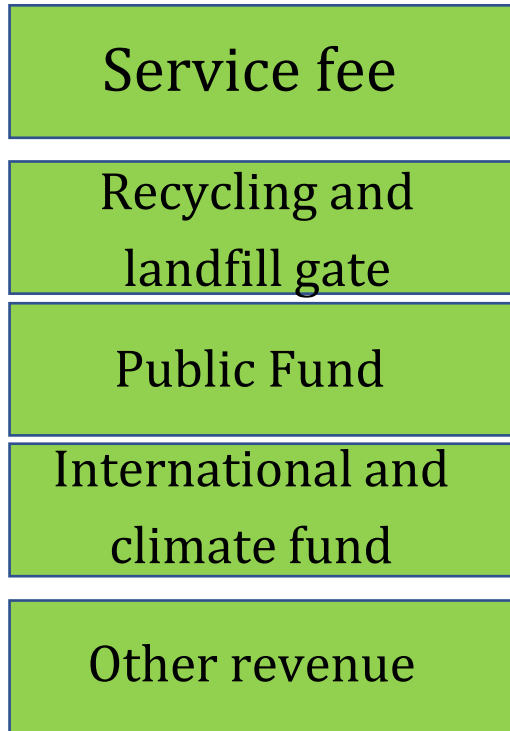 Service fee
Recycling and
landfill gate
Public Fund
International and
climate fund
Other revenue